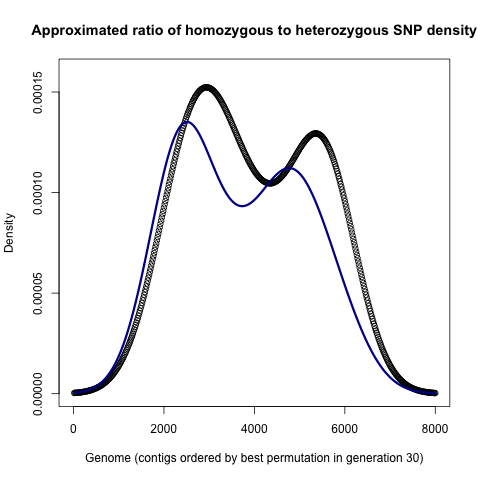 Approximated ratio of homozygous to heterozygous SNP density
Density
0.00015
0.00010
0.00005
0.00000
0 2000 4000 6000 8000
Genome (contigs ordered by best permutation in generation 30)